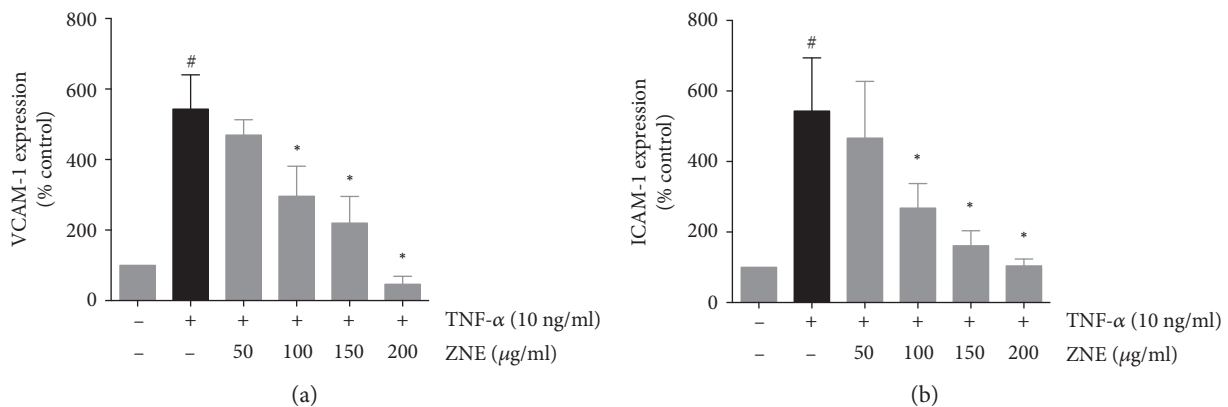 VCAM-1 expression
(% control)
800
600
400
200
0
#
*
*
*
− + + + + + TNF-α (10 ng/ml)
− − 50 100 150 200 ZNE (μg/ml)
(a)
ICAM-1 expression
(% control)
800
600
400
200
0
#
*
*
*
− + + + + + TNF-α (10 ng/ml)
− − 50 100 150 200 ZNE (μg/ml)
(b)